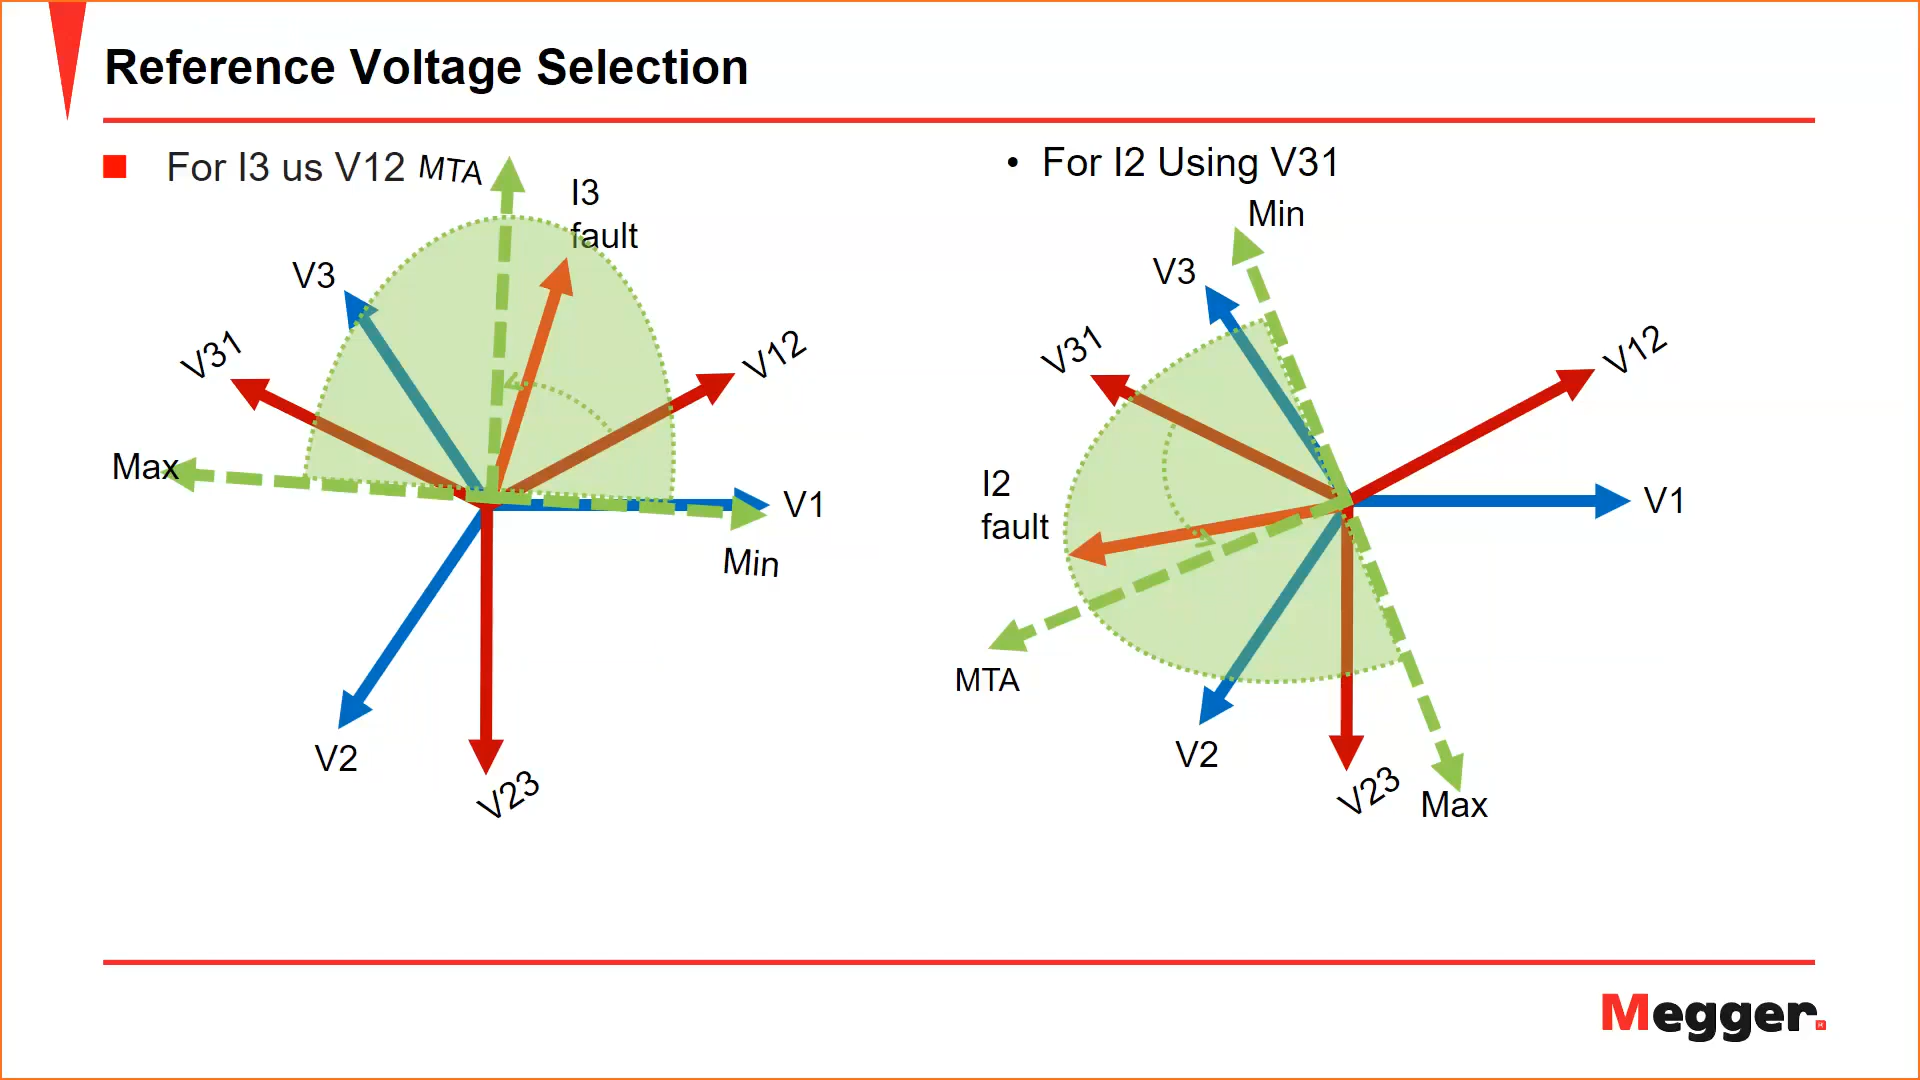 Reference Voltage Selection
For I3 us V12
MTA
I3
fault
V3
V31
V12
Max
V1
Min
V2
V23
• For I2 Using V31
Min
V3
V31
V12
I2
fault
V1
MTA
V2
V23
Max
Megger.